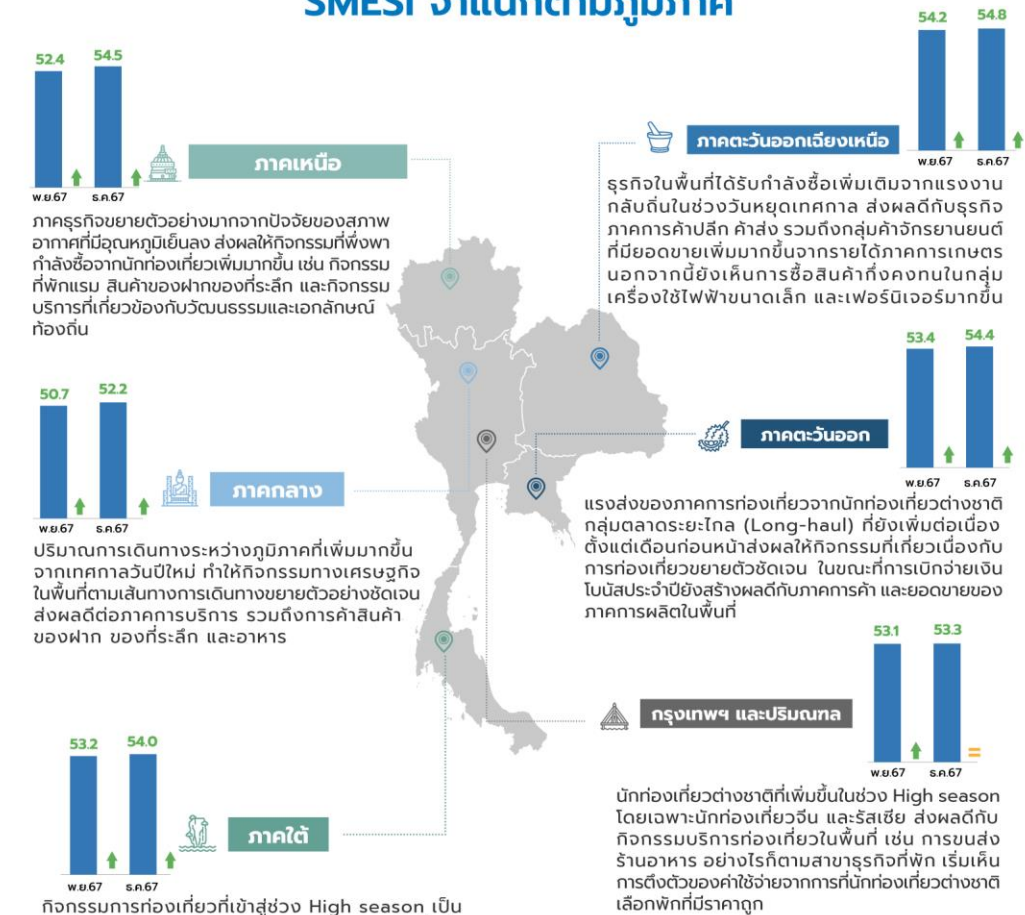 SMESI จำแนกตามภูมิภาค
52.4 54.5
พ.ย.67 ธ.ค.67
ภาคเหนือ
ภาคธุรกิจขยายตัวอย่างมากจากปัจจัยของสภาพ
อากาศที่มีอุณหภูมิเย็นลง ส่งผลให้กิจกรรมที่พึ่งพา
กำลังซื้อจากนักท่องเที่ยวเพิ่มมากขึ้น เช่น กิจกรรม
ที่พักแรม สินค้าของฝากของที่ระลึก และกิจกรรม
บริการที่เกี่ยวข้องกับวัฒนธรรมและเอกลักษณ์
ท้องถิ่น
54.2 54.8
พ.ย.67 ธ.ค.67
ภาคตะวันออกเฉียงเหนือ
ธุรกิจในพื้นที่ได้รับกำลังซื้อเพิ่มเติมจากแรงงาน
กลับถิ่นในช่วงวันหยุดเทศกาล ส่งผลดีกับธุรกิจ
ภาคการค้าปลีก ค้าส่ง รวมถึงกลุ่มค้าจักรยานยนต์
ที่มียอดขายเพิ่มมากขึ้นจากรายได้ภาคการเกษตร
นอกจากนี้ยังเห็นการซื้อสินค้ากึ่งคงทนในกลุ่ม
เครื่องใช้ไฟฟ้าขนาดเล็ก และเฟอร์นิเจอร์มากขึ้น
50.7 52.2
พ.ย.67 ธ.ค.67
ภาคกลาง
ปริมาณการเดินทางระหว่างภูมิภาคที่เพิ่มมากขึ้น
จากเทศกาลวันปีใหม่ ทำให้กิจกรรมทางเศรษฐกิจ
ในพื้นที่ตามเส้นทางการเดินทางขยายตัวอย่างชัดเจน
ส่งผลดีต่อภาคการบริการ รวมถึงการค้าสินค้า
ของฝาก ของที่ระลึก และอาหาร
53.4 54.4
พ.ย.67 ธ.ค.67
ภาคตะวันออก
แรงส่งของภาคการท่องเที่ยวจากนักท่องเที่ยวต่างชาติ
กลุ่มตลาดระยะไกล (Long-haul) ที่ยังเพิ่มต่อเนื่อง
ตั้งแต่เดือนก่อนหน้าส่งผลให้กิจกรรมที่เกี่ยวเนื่องกับ
การท่องเที่ยวขยายตัวชัดเจน ในขณะที่การเบิกจ่ายเงิน
โบนัสประจำปียังสร้างผลดีกับภาคการค้า และยอดขายของ
ภาคการผลิตในพื้นที่
53.1 53.3
พ.ย.67 ธ.ค.67
กรุงเทพฯ และปริมณฑล
นักท่องเที่ยวต่างชาติที่เพิ่มขึ้นในช่วง High season
โดยเฉพาะนักท่องเที่ยวจีน และรัสเซีย ส่งผลดีกับ
กิจกรรมบริการท่องเที่ยวในพื้นที่ เช่น การขนส่ง
ร้านอาหาร อย่างไรก็ตามสาขาธุรกิจที่พัก เริ่มเห็น
การตึงตัวของค่าใช้จ่ายจากการที่นักท่องเที่ยวต่างชาติ
เลือกพักที่มีราคาถูก
53.2 54.0
พ.ย.67 ธ.ค.67
ภาคใต้
กิจกรรมการท่องเที่ยวที่เข้าสู่ช่วง High season เป็น